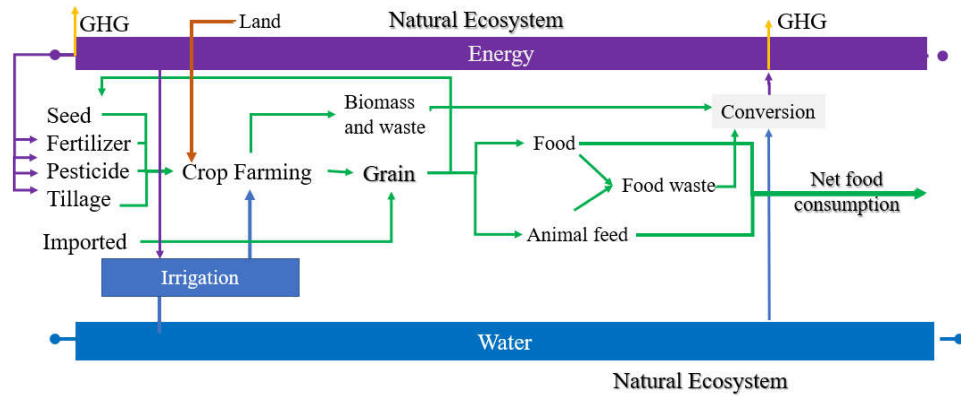 GHG
Land
Natural Ecosystem
GHG
Energy
Seed
Fertilizer
Pesticide
Tillage
Imported
Crop Farming
Biomass
and waste
Grain
Food
Food waste
Animal feed
Conversion
Net food
consumption
Irrigation
Water
Natural Ecosystem